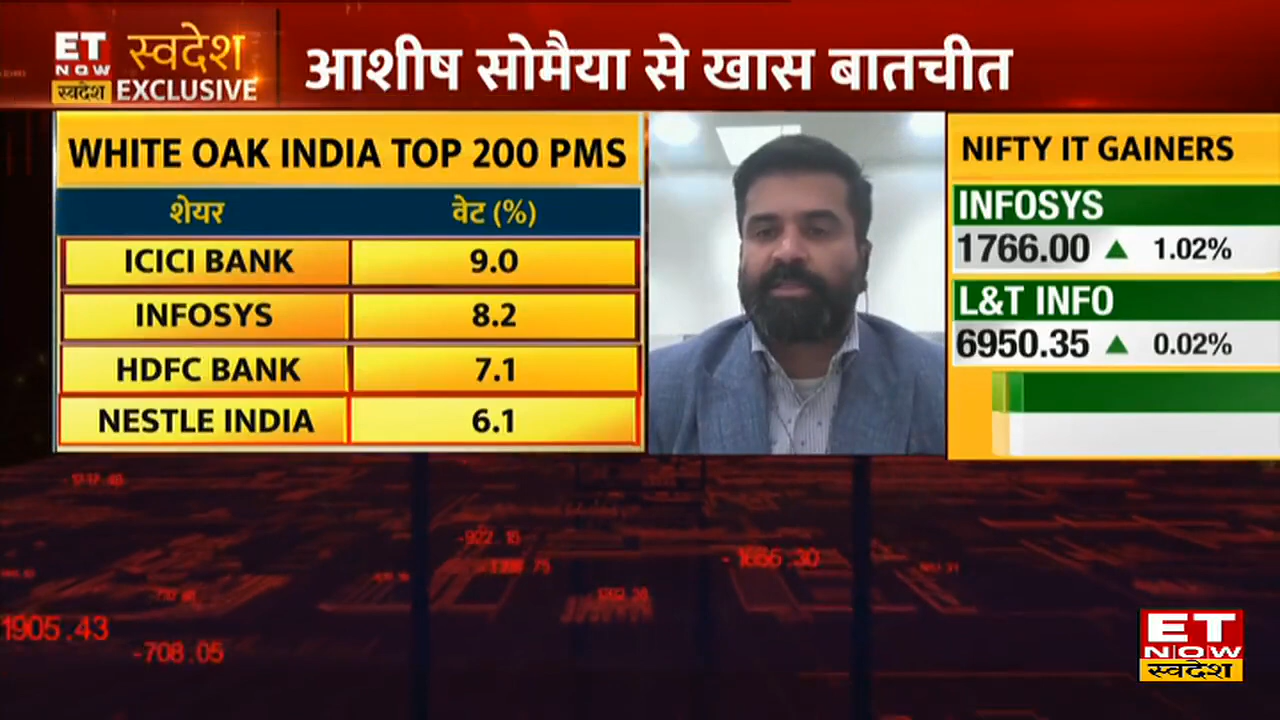 ET
NOW
स्वदेश
स्वदेश
EXCLUSIVE
आशीष सोमैया से खास बातचीत
WHITE OAK INDIA TOP 200 PMS
शेयर वेट (%)
ICICI BANK 9.0
INFOSYS 8.2
HDFC BANK 7.1
NESTLE INDIA 6.1
NIFTY IT GAINERS
INFOSYS
1766.00 ▲ 1.02%
L&T INFO
6950.35 ▲ 0.02%
1905.43
-708.05
ET
NOW
स्वदेश